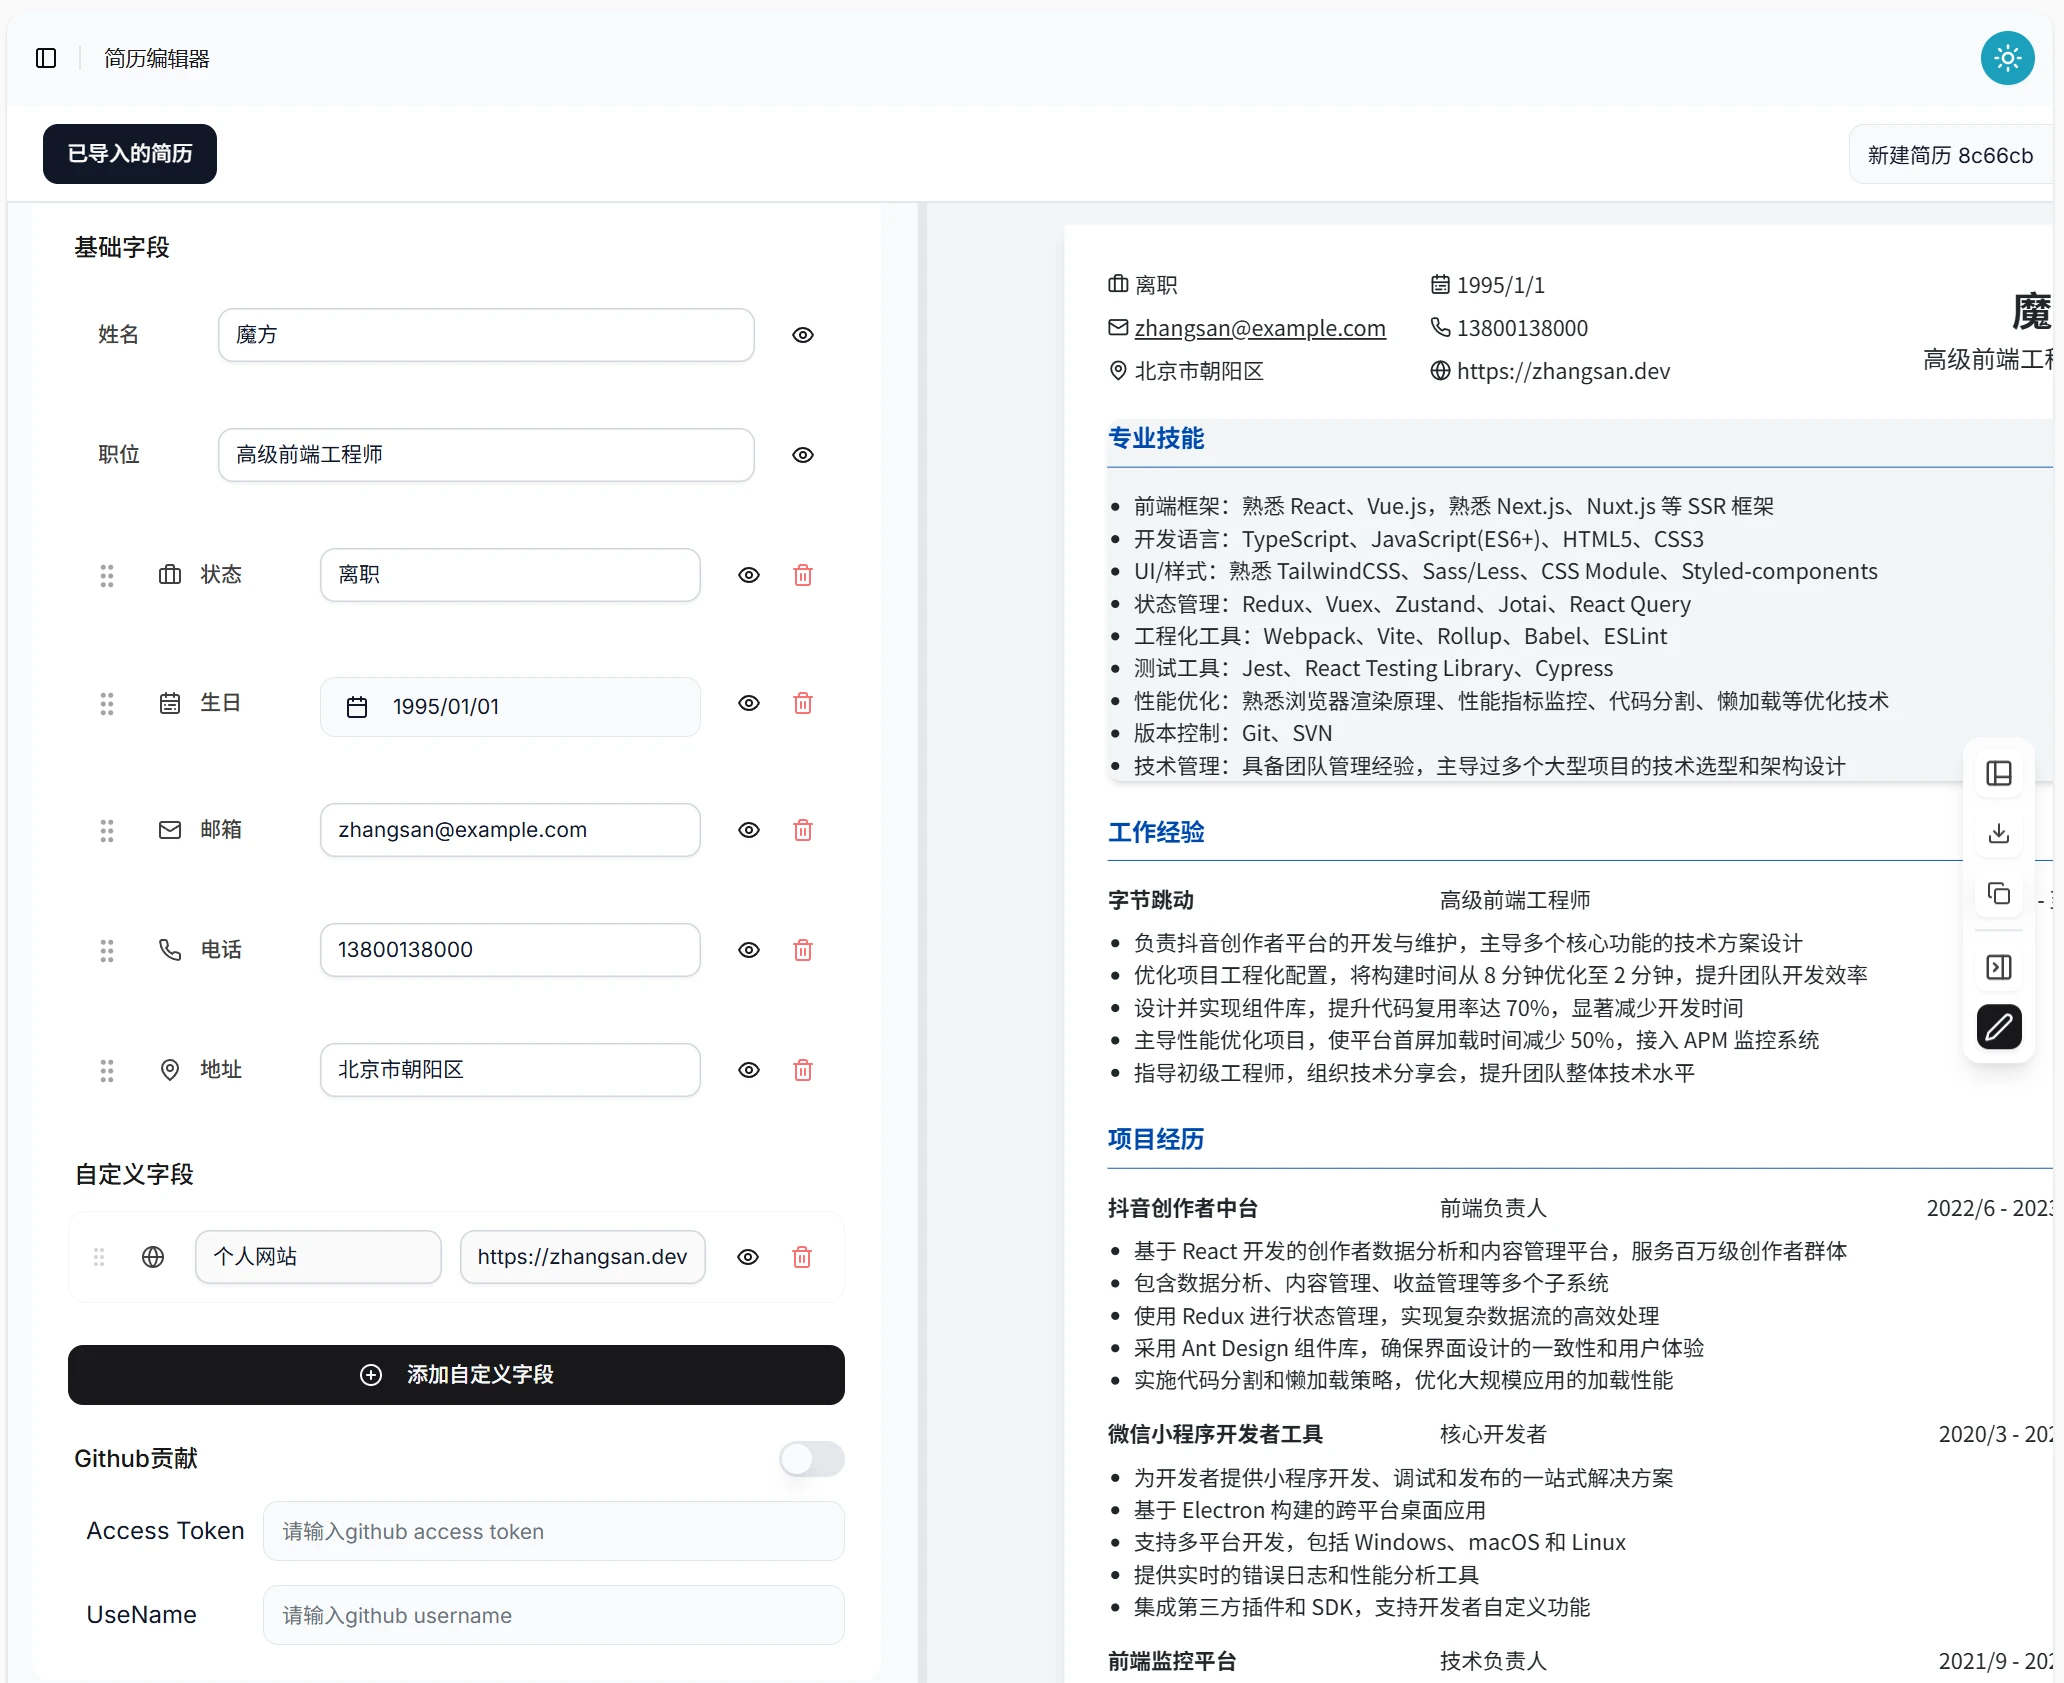 简历编辑器
已导入的简历
新建简历 8c66cb
基础字段
姓名
魔方
职位
高级前端工程师
状态
离职
生日
1995/01/01
邮箱
zhangsan@example.com
电话
13800138000
地址
北京市朝阳区
自定义字段
个人网站
https://zhangsan.dev
添加自定义字段
Github贡献
Access Token
请输入github access token
UseName
请输入github username
离职
1995/1/1
zhangsan@example.com
13800138000
北京市朝阳区
https://zhangsan.dev
魔
高级前端工程
专业技能
前端框架：熟悉 React、Vue.js，熟悉 Next.js、Nuxt.js 等 SSR 框架
开发语言：TypeScript、JavaScript(ES6+)、HTML5、CSS3
UI/样式：熟悉 TailwindCSS、Sass/Less、CSS Module、Styled-components
状态管理：Redux、Vuex、Zustand、Jotai、React Query
工程化工具：Webpack、Vite、Rollup、Babel、ESLint
测试工具：Jest、React Testing Library、Cypress
性能优化：熟悉浏览器渲染原理、性能指标监控、代码分割、懒加载等优化技术
版本控制：Git、SVN
技术管理：具备团队管理经验，主导过多个大型项目的技术选型和架构设计
工作经验
字节跳动 高级前端工程师 -
负责抖音创作者平台的开发与维护，主导多个核心功能的技术方案设计
优化项目工程化配置，将构建时间从 8 分钟优化至 2 分钟，提升团队开发效率
设计并实现组件库，提升代码复用率达 70%，显著减少开发时间
主导性能优化项目，使平台首屏加载时间减少 50%，接入 APM 监控系统
指导初级工程师，组织技术分享会，提升团队整体技术水平
项目经历
抖音创作者中台 前端负责人 2022/6 - 2023
基于 React 开发的创作者数据分析和内容管理平台，服务百万级创作者群体
包含数据分析、内容管理、收益管理等多个子系统
使用 Redux 进行状态管理，实现复杂数据流的高效处理
采用 Ant Design 组件库，确保界面设计的一致性和用户体验
实施代码分割和懒加载策略，优化大规模应用的加载性能
微信小程序开发者工具 核心开发者 2020/3 - 202
为开发者提供小程序开发、调试和发布的一站式解决方案
基于 Electron 构建的跨平台桌面应用
支持多平台开发，包括 Windows、macOS 和 Linux
提供实时的错误日志和性能分析工具
集成第三方插件和 SDK，支持开发者自定义功能
前端监控平台 技术负责人 2021/9 - 202